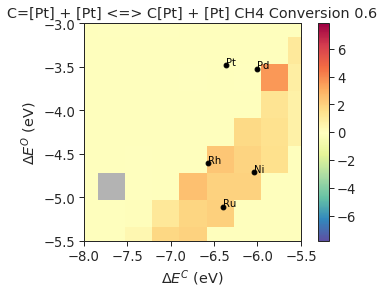 C=[Pt] + [Pt] <=> C[Pt] + [Pt] CH4 Conversion 0.6
−3.0
−3.5
−4.0
−4.5
−5.0
−5.5
ΔE^O (eV)
Pt
Pd
Rh
Ni
Ru
−8.0 −7.5 −7.0 −6.5 −6.0 −5.5
ΔE^C (eV)
6
4
2
0
−2
−4
−6